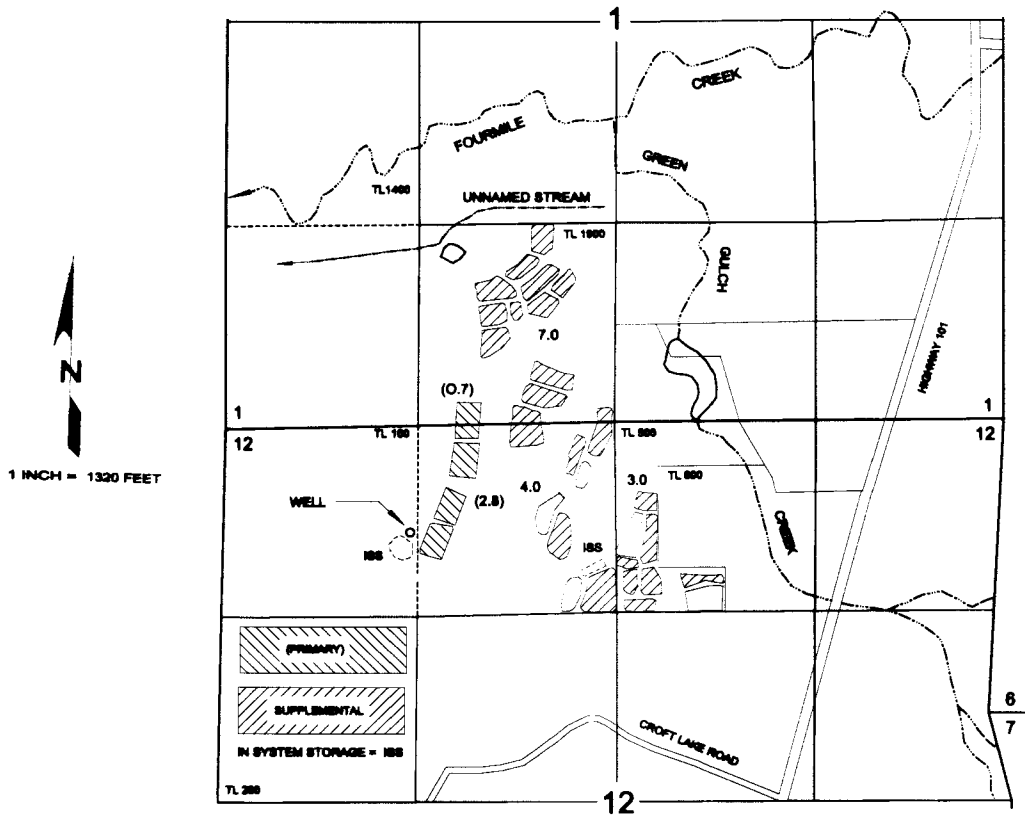 1
CREEK
FOURMILE
GREEN
TL1400
UNNAMED STREAM
TL 1900
GULCH
7.0
HIGHWAY 101
N
(0.7)
1
1
TL 100
12
12
1 INCH = 1320 FEET
TL 800
TL 600
WELL
(2.8)
4.0
3.0
CREEK
ISS
ISS
(PRIMARY)
SUPPLEMENTAL
IN SYSTEM STORAGE = ISS
CROFT LAKE ROAD
6
7
TL 200
12